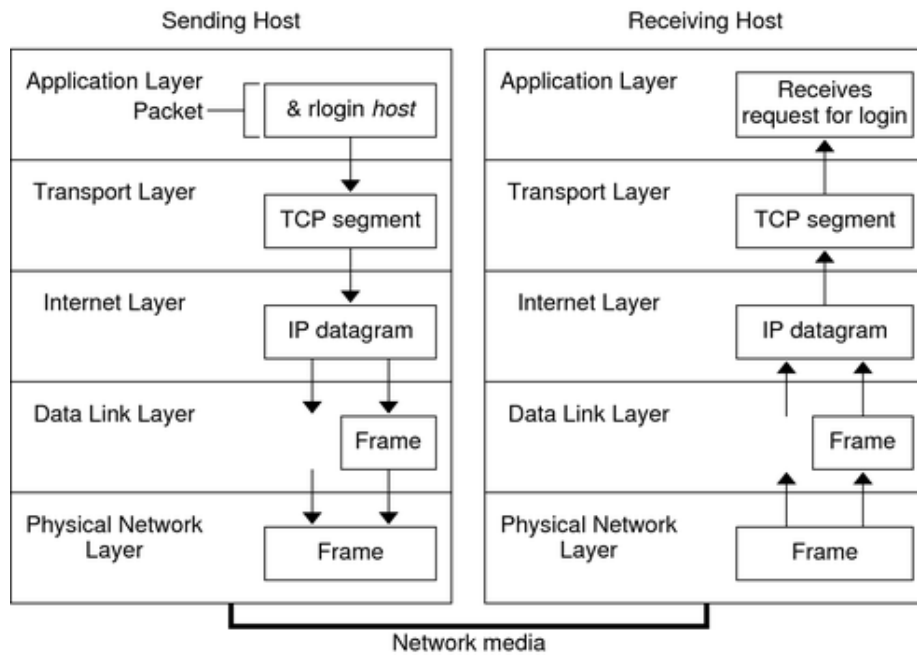 Sending Host
Application Layer
Packet
& rlogin host
Transport Layer
TCP segment
Internet Layer
IP datagram
Data Link Layer
Frame
Physical Network
Layer
Frame
Receiving Host
Application Layer
Receives
request for login
Transport Layer
TCP segment
Internet Layer
IP datagram
Data Link Layer
Frame
Physical Network
Layer
Frame
Network media